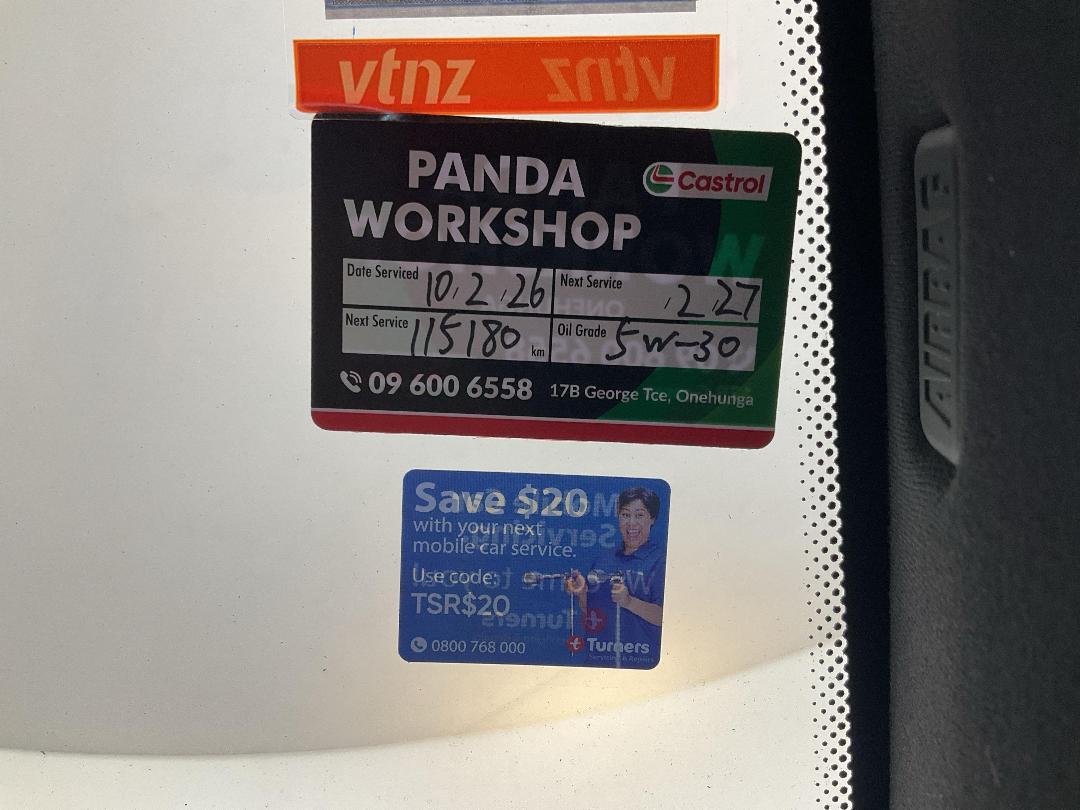 vtnz vtnz
PANDA
WORKSHOP
Castrol
Date Serviced 10.2.26
Next Service .2.27
Next Service 115180 km
Oil Grade 5W-30
09 600 6558 17B George Tce, Onehunga
Save $20
with your next
mobile car service.
Use code:
TSR$20
0800 768 000
Turners
Servicing & Repairs
AIRBAG